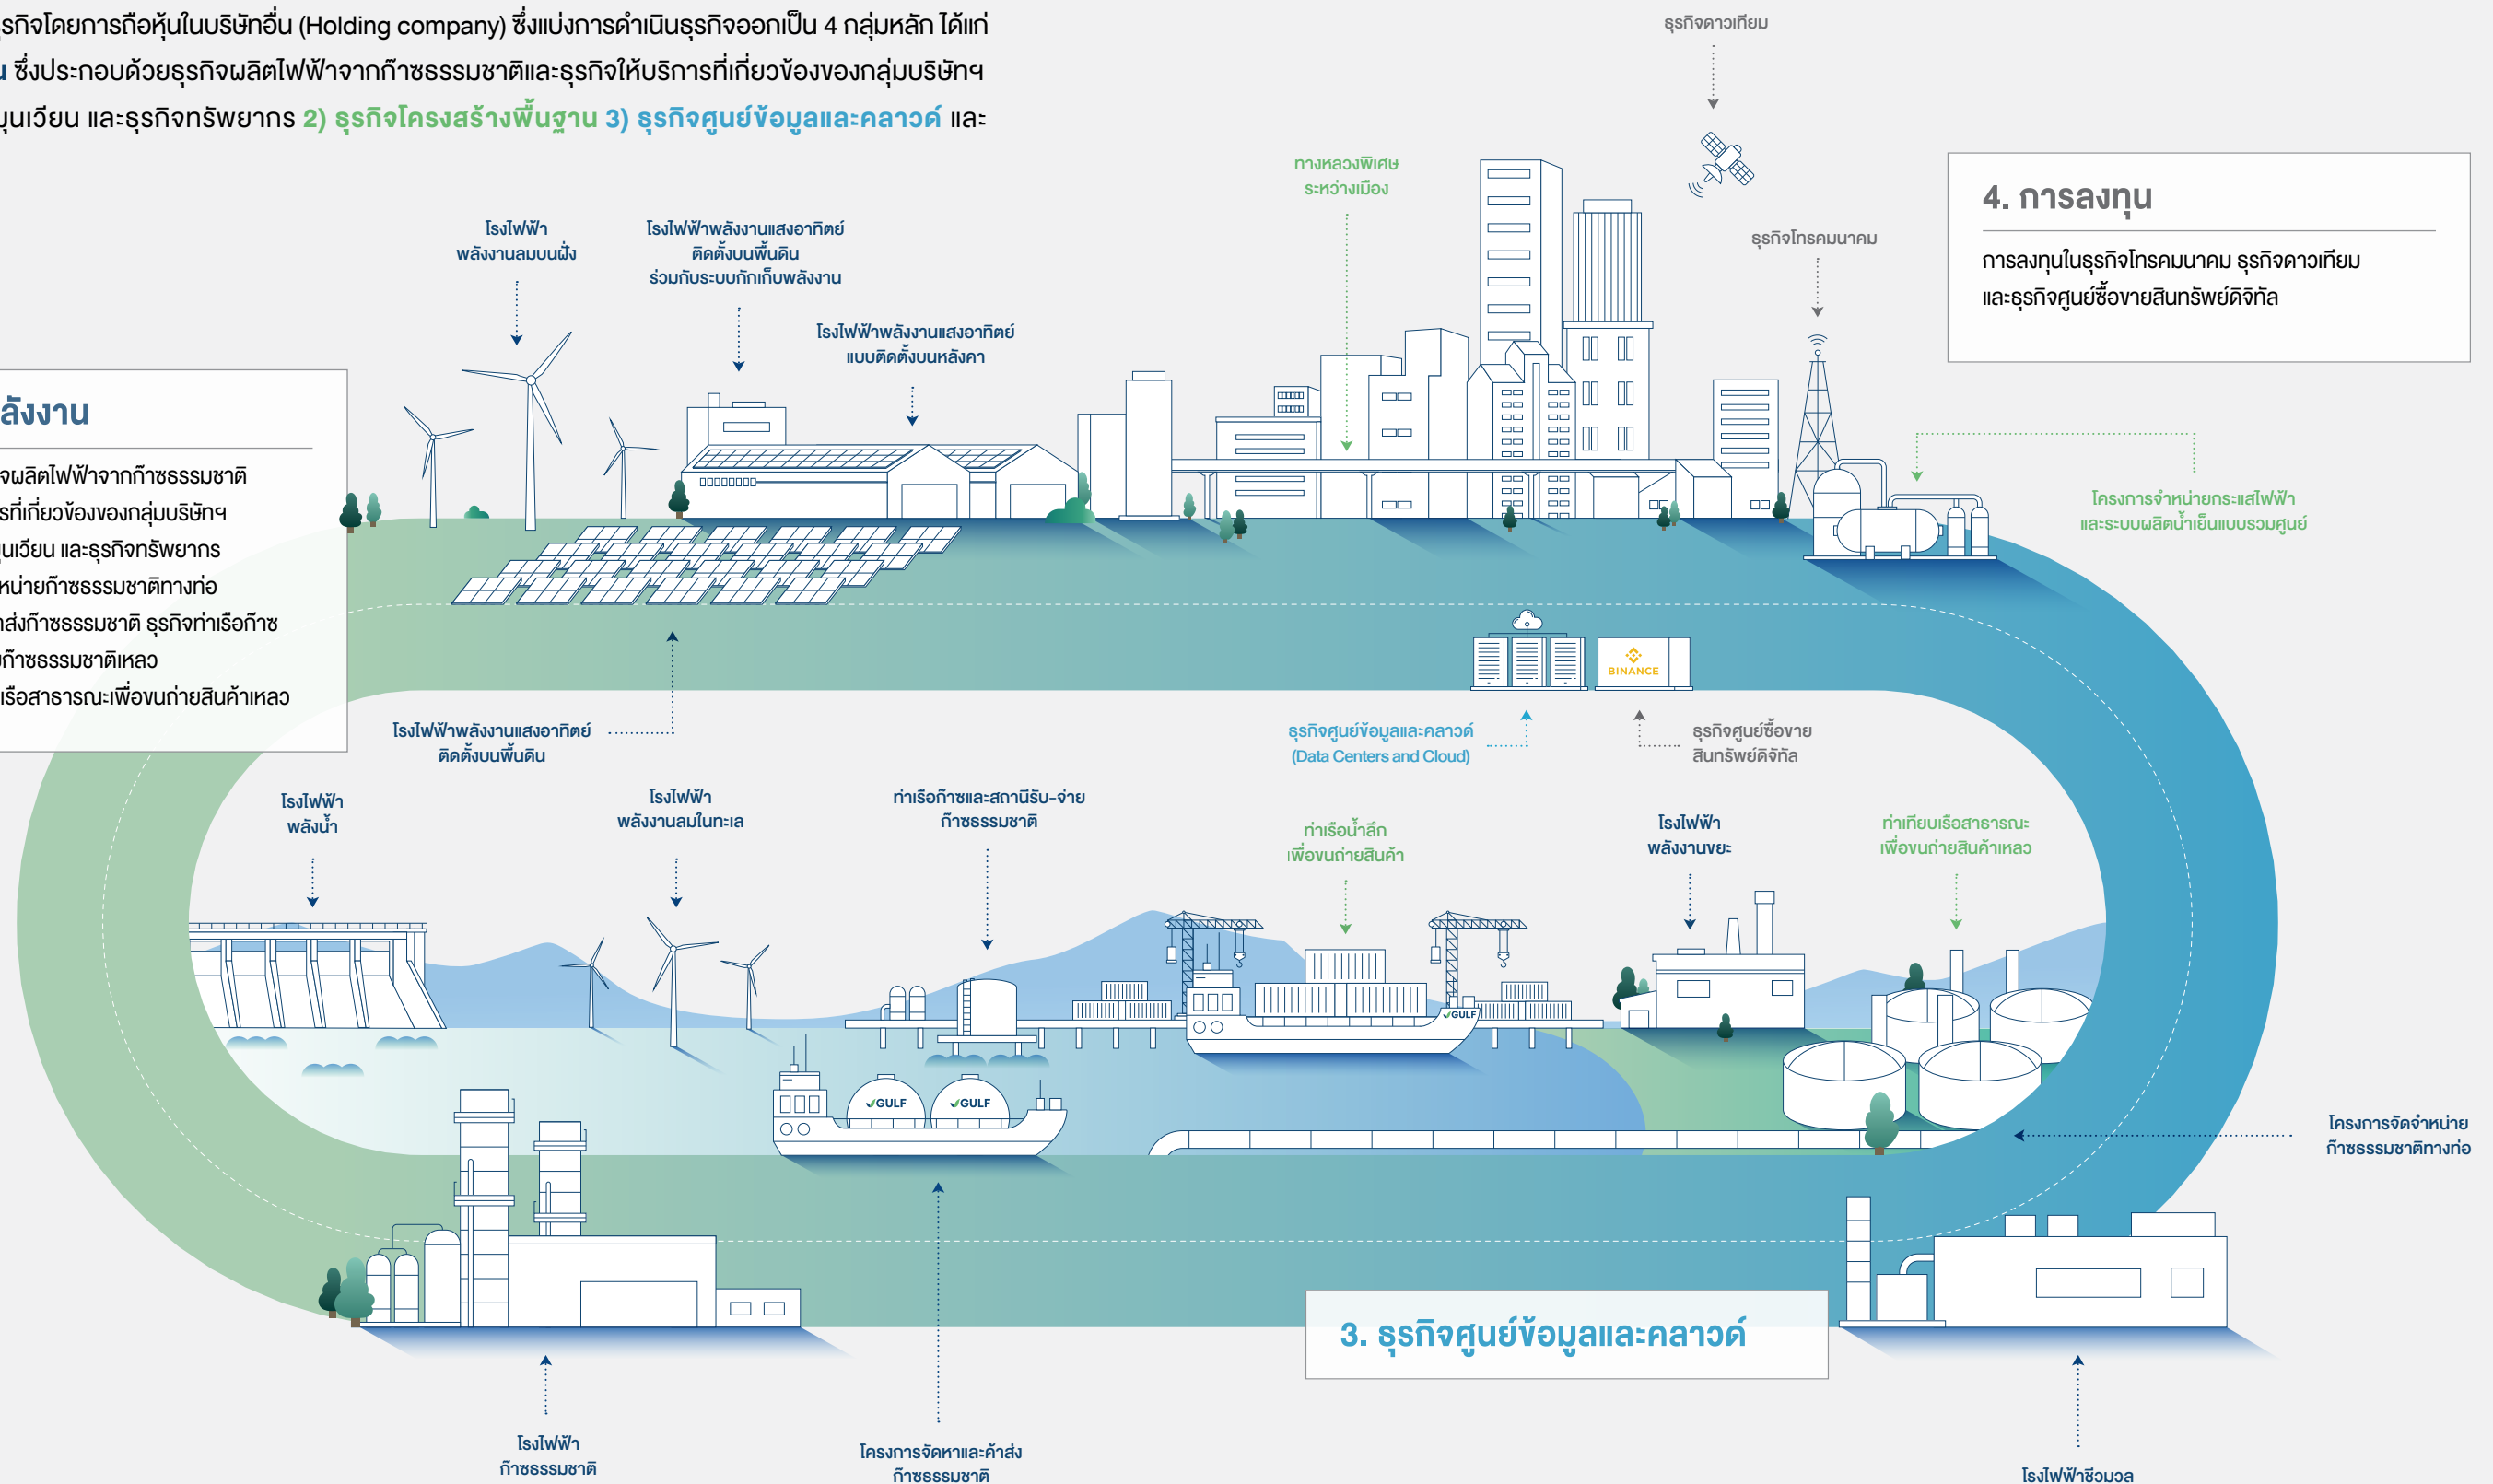 ธุรกิจโดยการถือหุ้นในบริษัทอื่น (Holding company) ซึ่งแบ่งการดำเนินธุรกิจออกเป็น 4 กลุ่มหลัก ได้แก่
ซึ่งประกอบด้วยธุรกิจผลิตไฟฟ้าจากก๊าซธรรมชาติและธุรกิจให้บริการที่เกี่ยวข้องของกลุ่มบริษัทฯ
มุนเวียน และธุรกิจทรัพยากร 2) ธุรกิจโครงสร้างพื้นฐาน 3) ธุรกิจศูนย์ข้อมูลและคลาวด์ และ
ธุรกิจดาวเทียม
ทางหลวงพิเศษ
ระหว่างเมือง
4. การลงทุน
การลงทุนในธุรกิจโทรคมนาคม ธุรกิจดาวเทียม
และธุรกิจศูนย์ซื้อขายสินทรัพย์ดิจิทัล
ธุรกิจโทรคมนาคม
โรงไฟฟ้า
พลังงานลมบนฝั่ง
โรงไฟฟ้าพลังงานแสงอาทิตย์
ติดตั้งบนพื้นดิน
ร่วมกับระบบกักเก็บพลังงาน
โรงไฟฟ้าพลังงานแสงอาทิตย์
แบบติดตั้งบนหลังคา
ลังงาน
จผลิตไฟฟ้าจากก๊าซธรรมชาติ
รที่เกี่ยวข้องของกลุ่มบริษัทฯ
มุนเวียน และธุรกิจทรัพยากร
หน่ายก๊าซธรรมชาติทางท่อ
าส่งก๊าซธรรมชาติ ธุรกิจท่าเรือก๊าซ
ก๊าซธรรมชาติเหลว
เรือสาธารณะเพื่อขนถ่ายสินค้าเหลว
โครงการจำหน่ายกระแสไฟฟ้า
และระบบผลิตน้ำเย็นแบบรวมศูนย์
BINANCE
โรงไฟฟ้าพลังงานแสงอาทิตย์
ติดตั้งบนพื้นดิน
ธุรกิจศูนย์ข้อมูลและคลาวด์
(Data Centers and Cloud)
ธุรกิจศูนย์ซื้อขาย
สินทรัพย์ดิจิทัล
โรงไฟฟ้า
พลังน้ำ
โรงไฟฟ้า
พลังงานลมในทะเล
ท่าเรือก๊าซและสถานีรับ-จ่าย
ก๊าซธรรมชาติ
ท่าเรือน้ำลึก
เพื่อขนถ่ายสินค้า
โรงไฟฟ้า
พลังงานขยะ
ท่าเทียบเรือสาธารณะ
เพื่อขนถ่ายสินค้าเหลว
GULF
GULF
GULF
โครงการจัดจำหน่าย
ก๊าซธรรมชาติทางท่อ
3. ธุรกิจศูนย์ข้อมูลและคลาวด์
โรงไฟฟ้า
ก๊าซธรรมชาติ
โครงการจัดหาและค้าส่ง
ก๊าซธรรมชาติ
โรงไฟฟ้าชีวมวล